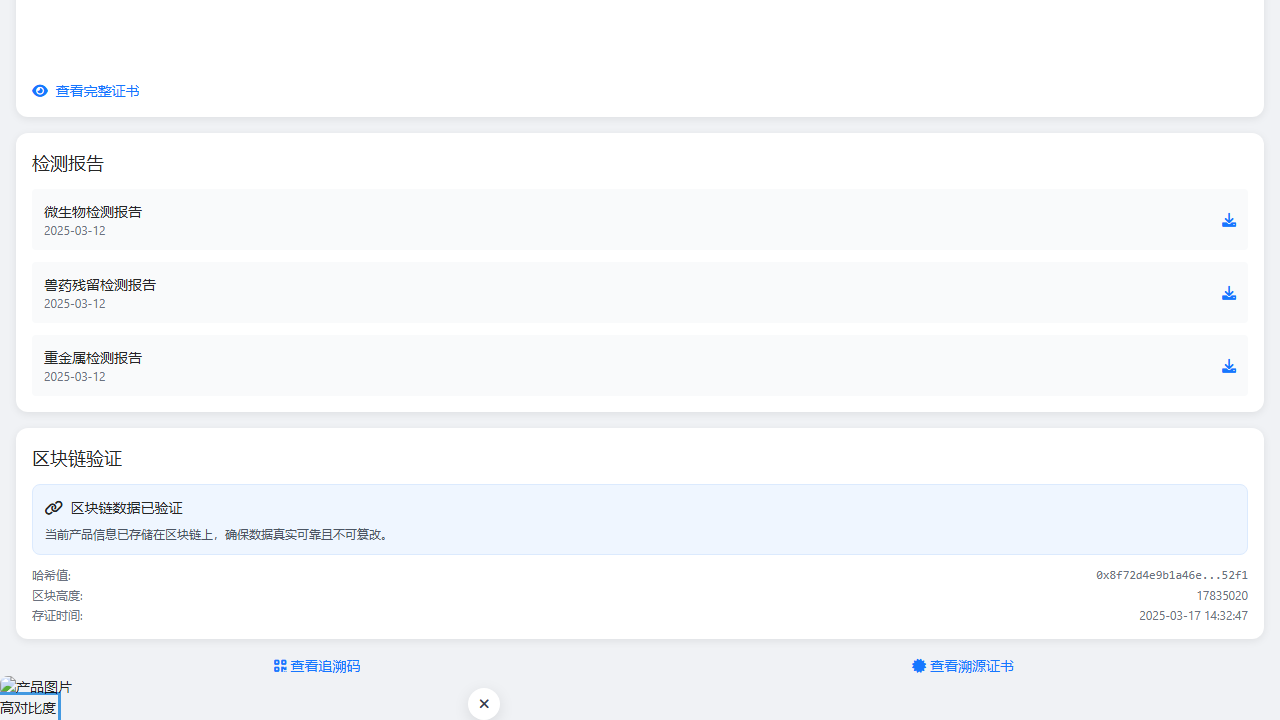 查看完整证书
检测报告
微生物检测报告
2025-03-12
兽药残留检测报告
2025-03-12
重金属检测报告
2025-03-12
区块链验证
区块链数据已验证
当前产品信息已存储在区块链上，确保数据真实可靠且不可篡改。
哈希值: 0x8f72d4e9b1a46e...52f1
区块高度: 17835020
存证时间: 2025-03-17 14:32:47
查看追溯码 查看溯源证书
产品图片
高对比度